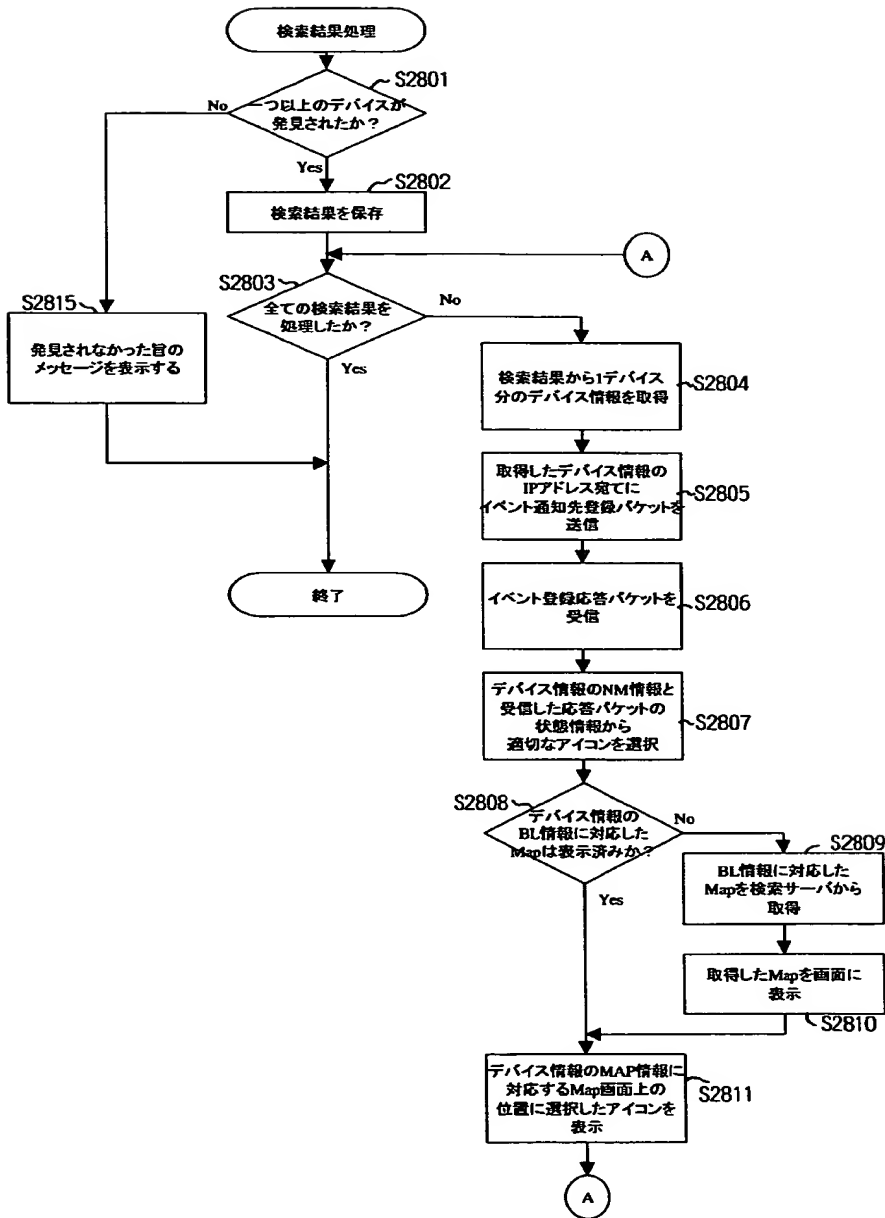 検索結果処理
S2801
一つ以上のデバイスが
発見されたか？
No
Yes
S2802
検索結果を保存
A
S2803
全ての検索結果を
処理したか？
No
Yes
S2815
発見されなかった旨の
メッセージを表示する
終了
検索結果から1デバイス
分のデバイス情報を取得
S2804
取得したデバイス情報の
IPアドレス宛てに
イベント通知先登録パケットを
送信
S2805
イベント登録応答パケットを
受信
S2806
デバイス情報のNM情報と
受信した応答パケットの
状態情報から
適切なアイコンを選択
S2807
S2808
デバイス情報の
BL情報に対応した
Mapは表示済みか？
No
Yes
S2809
BL情報に対応した
Mapを検索サーバから
取得
取得したMapを画面に
表示
S2810
デバイス情報のMAP情報に
対応するMap画面上の
位置に選択したアイコンを
表示
S2811
A